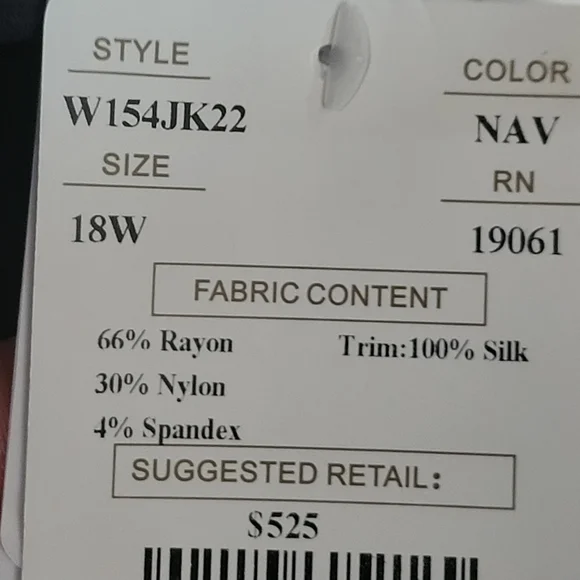 STYLE
COLOR
W154JK22
NAV
SIZE
RN
18W
19061
FABRIC CONTENT
66% Rayon
Trim:100% Silk
30% Nylon
4% Spandex
SUGGESTED RETAIL:
$525